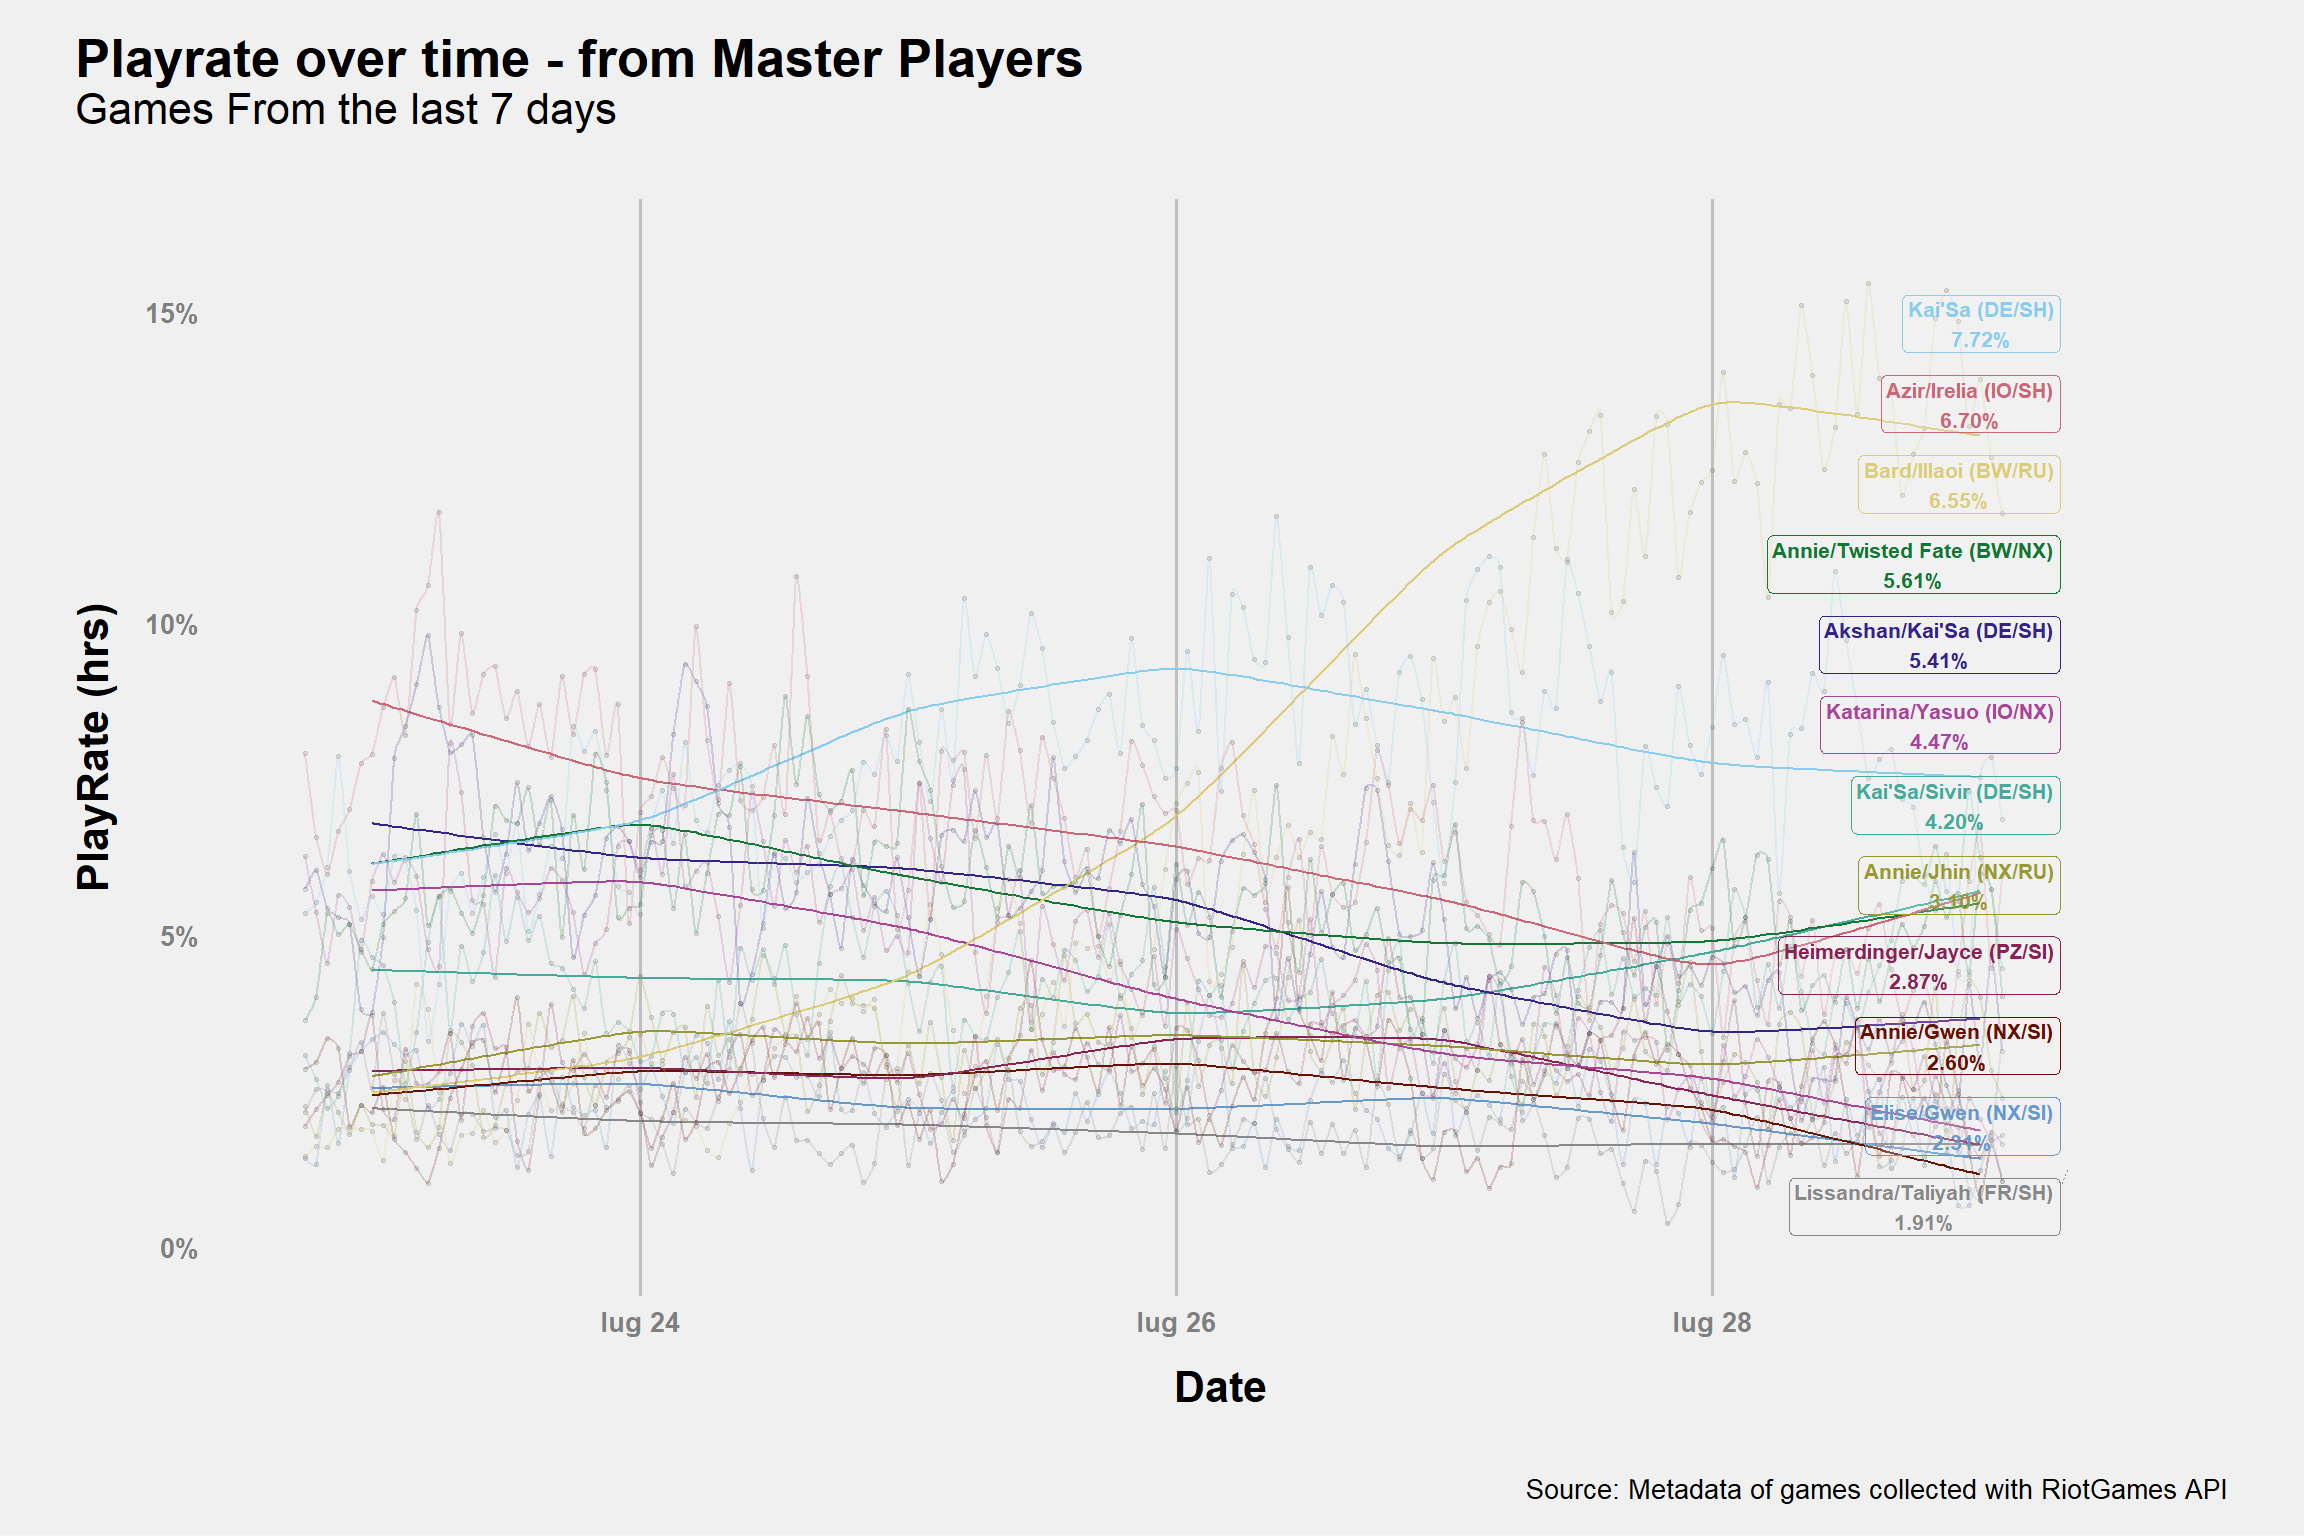 Playrate over time - from Master Players
Games From the last 7 days
PlayRate (hrs)
15%
10%
5%
0%
Kai'Sa (DE/SH)
7.72%
Azir/Irelia (IO/SH)
6.70%
Bard/Illaoi (BW/RU)
6.55%
Annie/Twisted Fate (BW/NX)
5.61%
Akshan/Kai'Sa (DE/SH)
5.41%
Katarina/Yasuo (IO/NX)
4.47%
Kai'Sa/Sivir (DE/SH)
4.20%
Annie/Jhin (NX/RU)
3.10%
Heimerdinger/Jayce (PZ/SI)
2.87%
Annie/Gwen (NX/SI)
2.60%
Elise/Gwen (NX/SI)
2.31%
Lissandra/Taliyah (FR/SH)
1.91%
lug 24
lug 26
lug 28
Date
Source: Metadata of games collected with RiotGames API